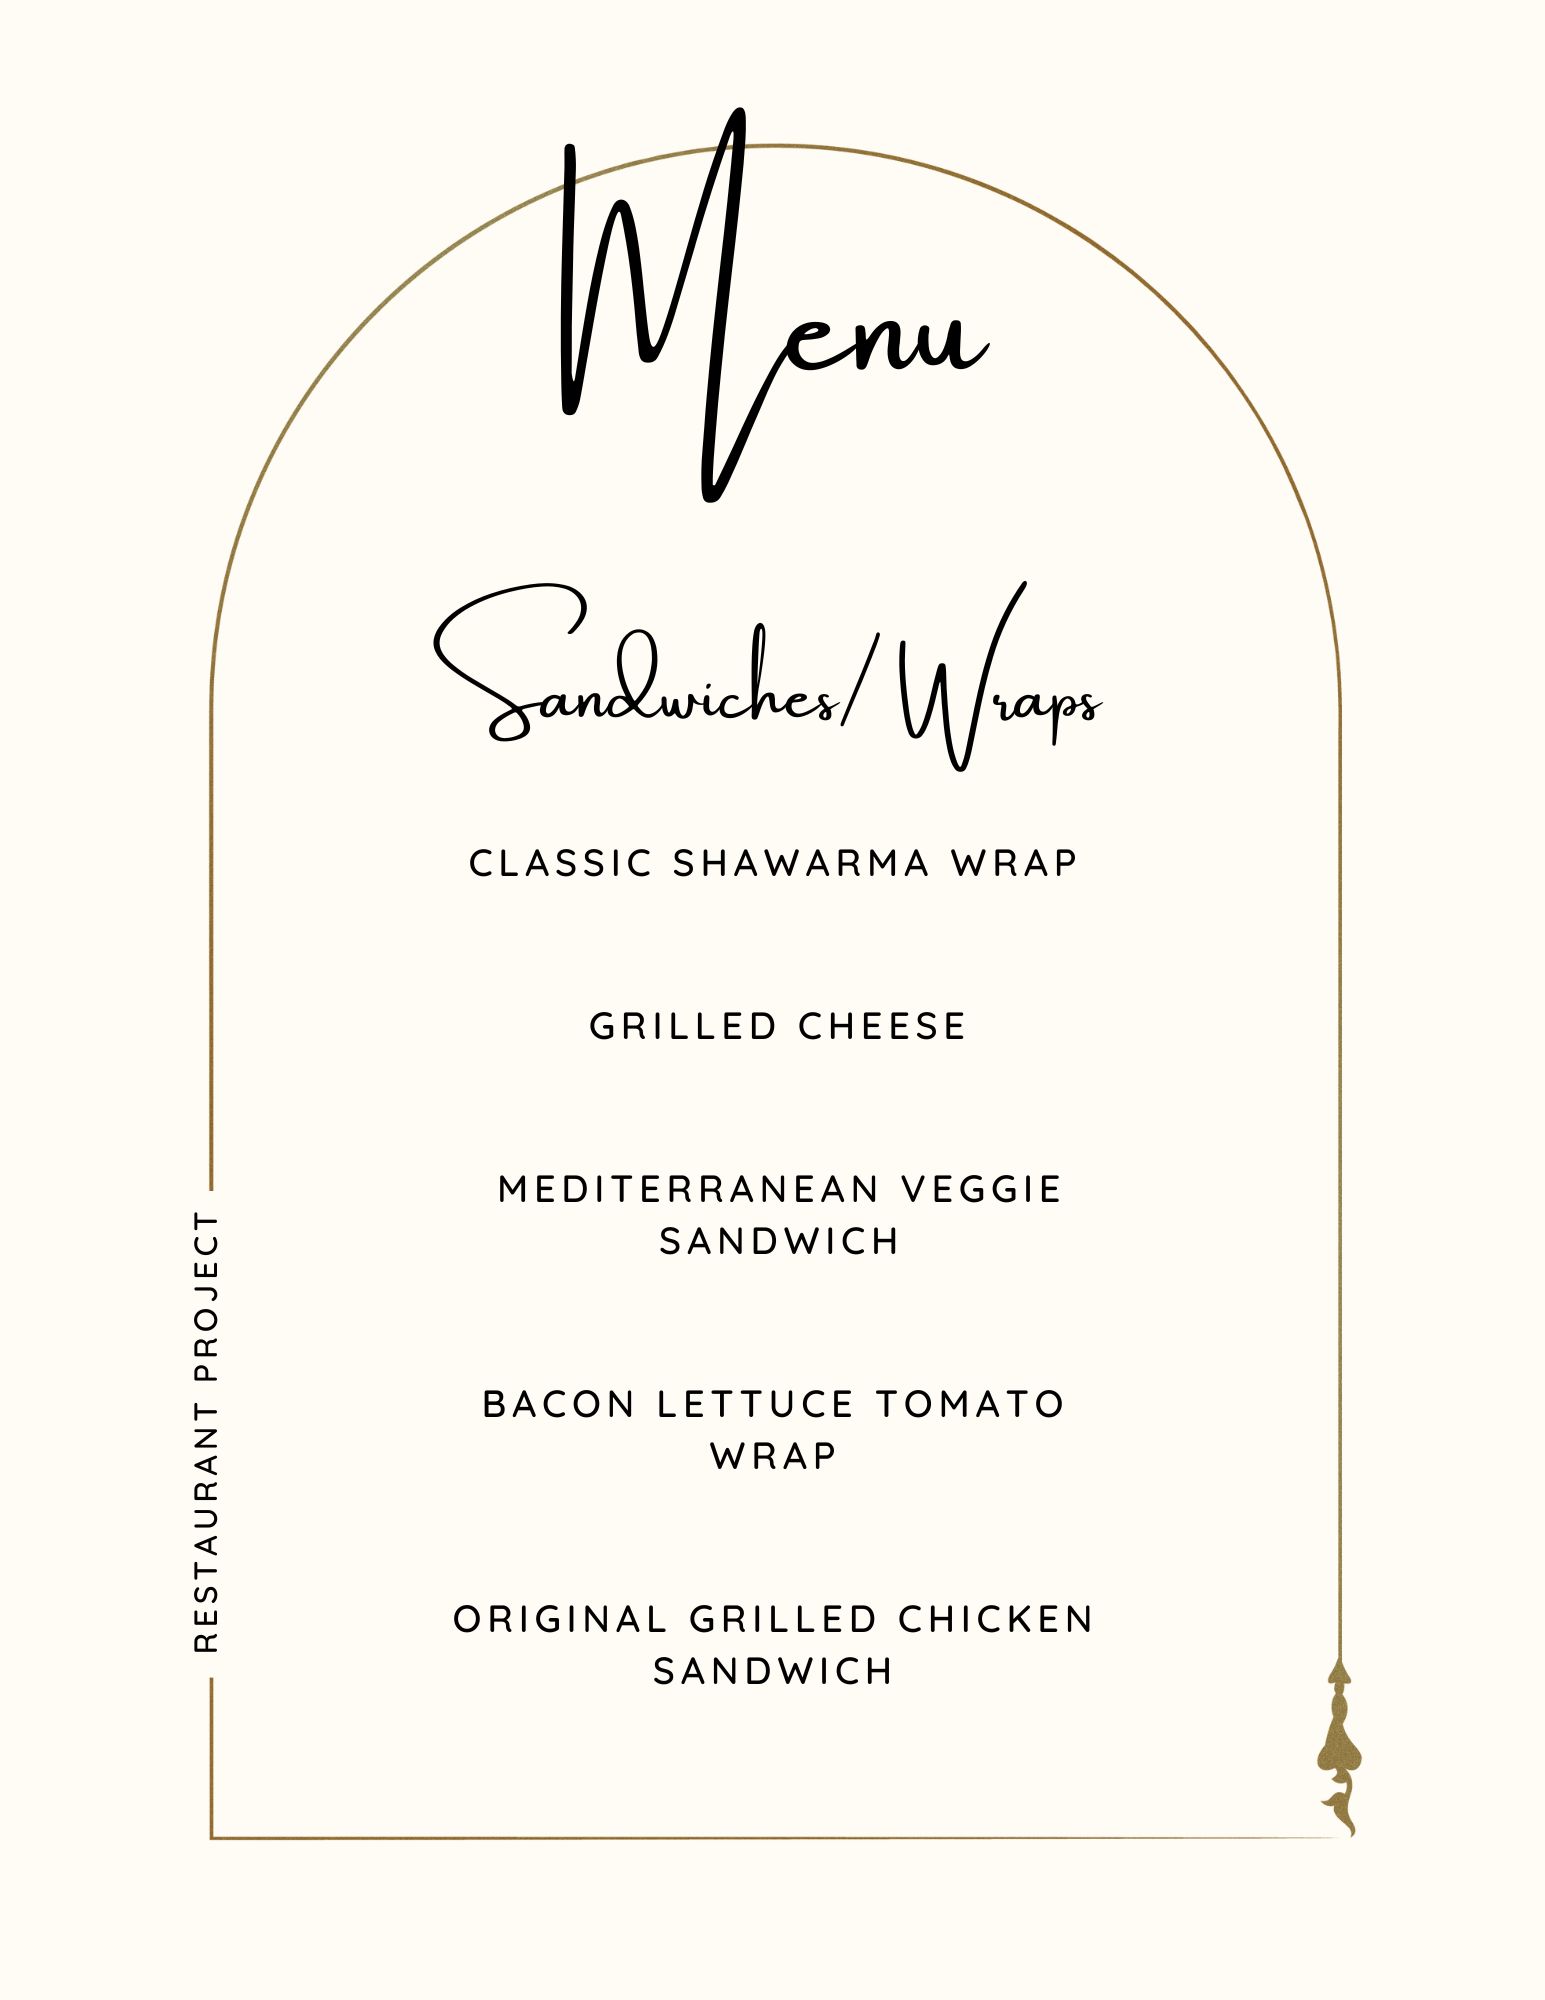 Menu
Sandwiches/Wraps
CLASSIC SHAWARMA WRAP
GRILLED CHEESE
MEDITERRANEAN VEGGIE
SANDWICH
BACON LETTUCE TOMATO
WRAP
ORIGINAL GRILLED CHICKEN
SANDWICH
RESTAURANT PROJECT